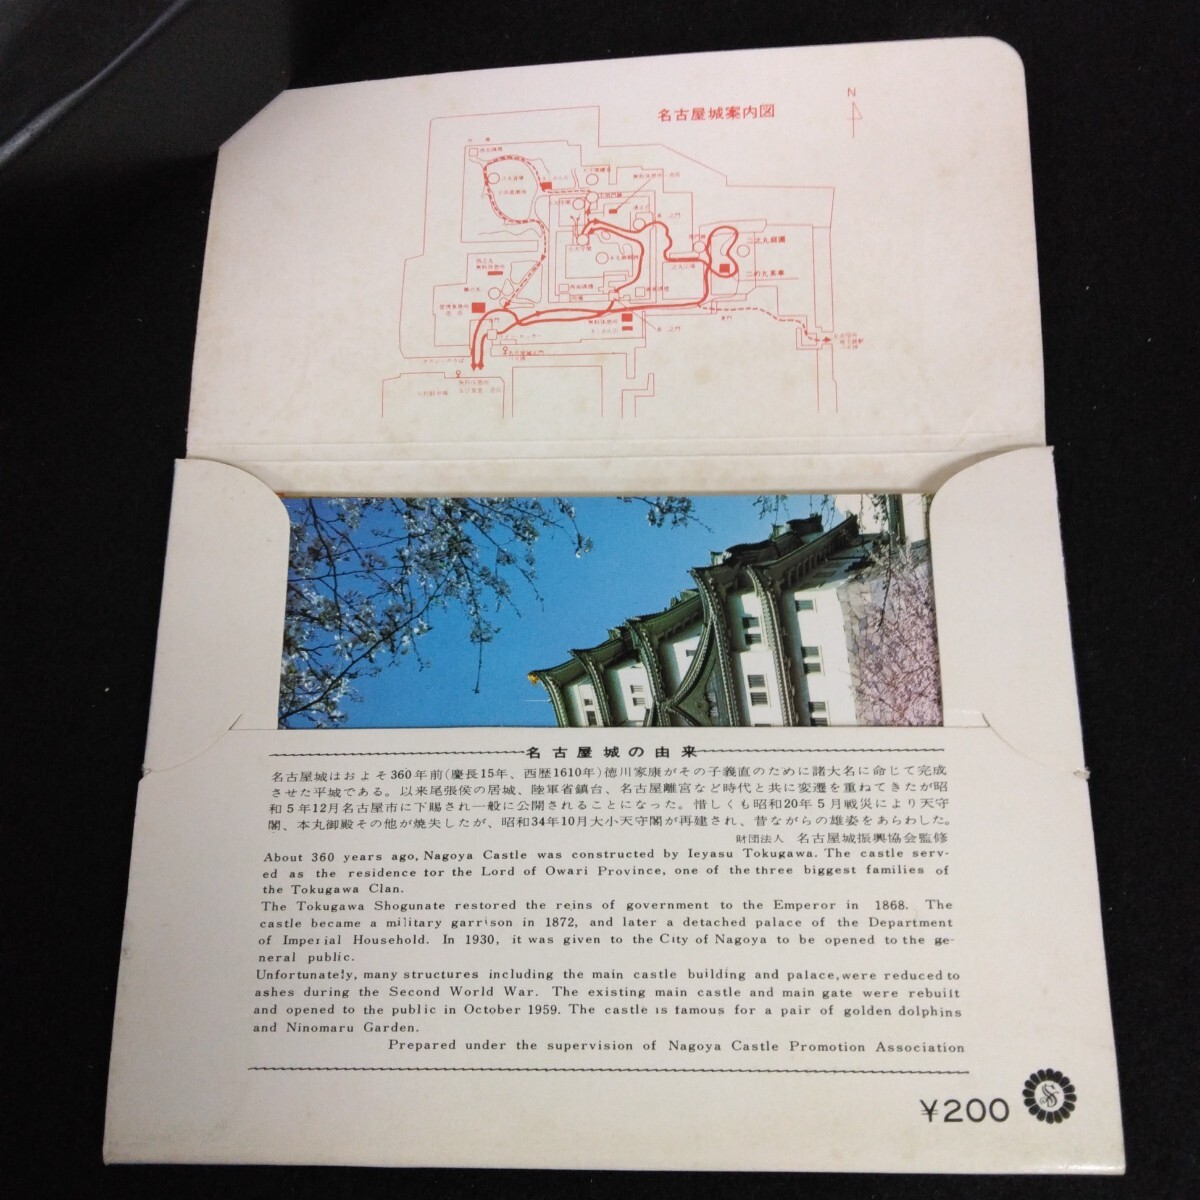 N
名古屋城案内図
二之丸庭園
二の丸茶亭
名古屋城の由来
名古屋城はおよそ360年前(慶長15年、西歴1610年)徳川家康がその子義直のために諸大名に命じて完成
させた平城である。以来尾張侯の居城、陸軍省鎮台、名古屋離宮など時代と共に変遷を重ねてきたが昭
和5年12月名古屋市に下賜され一般に公開されることになった。惜しくも昭和20年5月戦災により天守
閣、本丸御殿その他が焼失したが、昭和34年10月大小天守閣が再建され、昔ながらの雄姿をあらわした。
財団法人 名古屋城振興協会監修
About 360 years ago, Nagoya Castle was constructed by Ieyasu Tokugawa. The castle serv-
ed as the residence for the Lord of Owari Province, one of the three biggest families of
the Tokugawa Clan.
The Tokugawa Shogunate restored the reins of government to the Emperor in 1868. The
castle became a military garrison in 1872, and later a detached palace of the Department
of Imperial Household. In 1930, it was given to the City of Nagoya to be opened to the ge-
neral public.
Unfortunately, many structures including the main castle building and palace, were reduced to
ashes during the Second World War. The existing main castle and main gate were rebuilt
and opened to the public in October 1959. The castle is famous for a pair of golden dolphins
and Ninomaru Garden.
Prepared under the supervision of Nagoya Castle Promotion Association
¥200